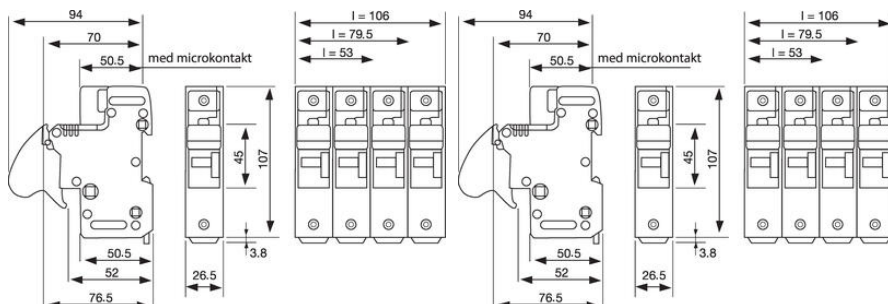 94
70
50.5
med microkontakt
l = 106
l = 79.5
l = 53
45
107
3.8
50.5
52
76.5
26.5
94
70
50.5
med microkontakt
l = 106
l = 79.5
l = 53
45
107
3.8
50.5
52
76.5
26.5